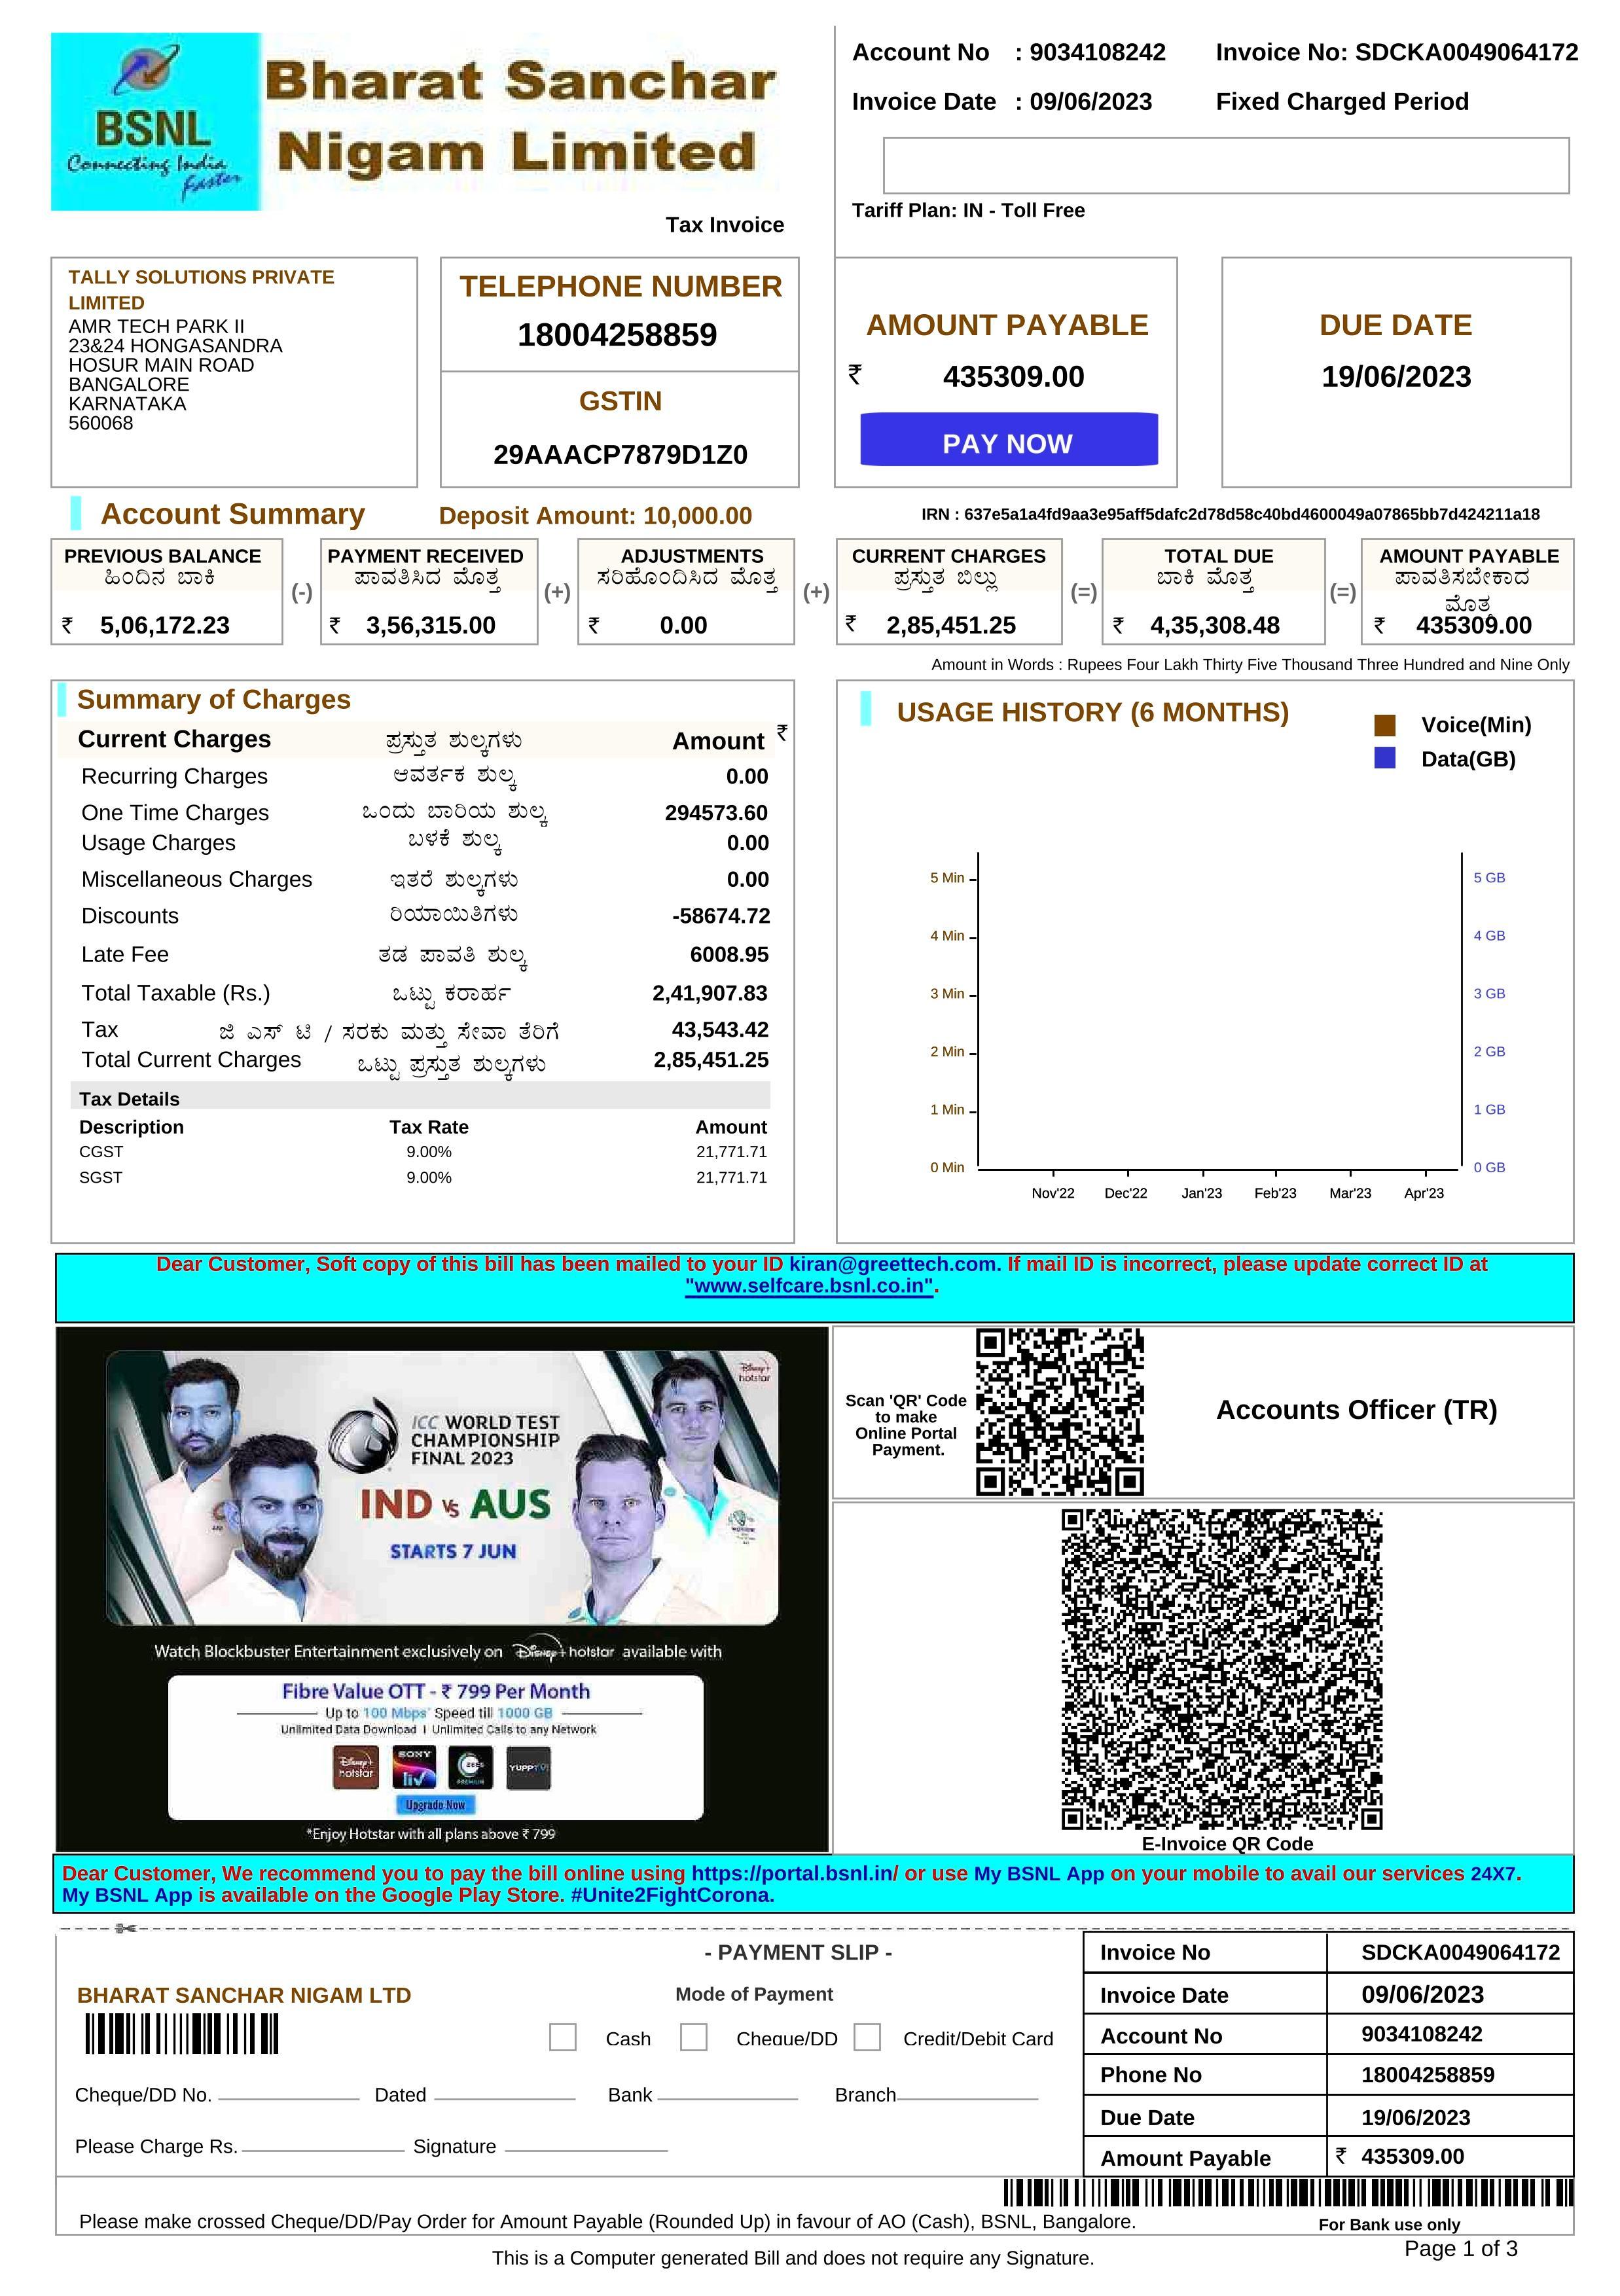 BSNL
Connecting India
faster
Bharat Sanchar
Nigam Limited
Tax Invoice
Account No : 9034108242 Invoice No: SDCKA0049064172
Invoice Date : 09/06/2023 Fixed Charged Period
Tariff Plan: IN - Toll Free
TALLY SOLUTIONS PRIVATE
LIMITED
AMR TECH PARK II
23&24 HONGASANDRA
HOSUR MAIN ROAD
BANGALORE
KARNATAKA
560068
TELEPHONE NUMBER
18004258859
GSTIN
29AAACP7879D1Z0
AMOUNT PAYABLE
₹ 435309.00
PAY NOW
DUE DATE
19/06/2023
Account Summary Deposit Amount: 10,000.00 IRN : 637e5a1a4fd9aa3e95aff5dafc2d78d58c40bd4600049a07865bb7d424211a18
PREVIOUS BALANCE
ಹಿಂದಿನ ಬಾಕಿ
₹ 5,06,172.23
(-)
PAYMENT RECEIVED
ಪಾವತಿಸಿದ ಮೊತ್ತ
₹ 3,56,315.00
(+)
ADJUSTMENTS
ಸರಿಹೊಂದಿಸಿದ ಮೊತ್ತ
₹ 0.00
(+)
CURRENT CHARGES
ಪ್ರಸ್ತುತ ಬಿಲ್ಲು
₹ 2,85,451.25
(=)
TOTAL DUE
ಬಾಕಿ ಮೊತ್ತ
₹ 4,35,308.48
(=)
AMOUNT PAYABLE
ಪಾವತಿಸಬೇಕಾದ
ಮೊತ್ತ
₹ 435309.00
Amount in Words : Rupees Four Lakh Thirty Five Thousand Three Hundred and Nine Only
Summary of Charges
Current Charges ಪ್ರಸ್ತುತ ಶುಲ್ಕಗಳು Amount ₹
Recurring Charges ಆವರ್ತಕ ಶುಲ್ಕ 0.00
One Time Charges ಒಂದು ಬಾರಿಯ ಶುಲ್ಕ 294573.60
Usage Charges ಬಳಕೆ ಶುಲ್ಕ 0.00
Miscellaneous Charges ಇತರೆ ಶುಲ್ಕಗಳು 0.00
Discounts ರಿಯಾಯಿತಿಗಳು -58674.72
Late Fee ತಡ ಪಾವತಿ ಶುಲ್ಕ 6008.95
Total Taxable (Rs.) ಒಟ್ಟು ಕರಾರ್ಹ 2,41,907.83
Tax ಜಿ ಎಸ್ ಟಿ / ಸರಕು ಮತ್ತು ಸೇವಾ ತೆರಿಗೆ 43,543.42
Total Current Charges ಒಟ್ಟು ಪ್ರಸ್ತುತ ಶುಲ್ಕಗಳು 2,85,451.25
Tax Details
Description Tax Rate Amount
CGST 9.00% 21,771.71
SGST 9.00% 21,771.71
USAGE HISTORY (6 MONTHS)
Voice(Min)
Data(GB)
5 Min 5 GB
4 Min 4 GB
3 Min 3 GB
2 Min 2 GB
1 Min 1 GB
0 Min 0 GB
Nov'22 Dec'22 Jan'23 Feb'23 Mar'23 Apr'23
Dear Customer, Soft copy of this bill has been mailed to your ID kiran@greettech.com. If mail ID is incorrect, please update correct ID at
"www.selfcare.bsnl.co.in".
Disney+
hotstar
ICC WORLD TEST
CHAMPIONSHIP
FINAL 2023
IND vs AUS
STARTS 7 JUN
Watch Blockbuster Entertainment exclusively on Disney+ hotstar available with
Fibre Value OTT - ₹ 799 Per Month
Up to 100 Mbps* Speed till 1000 GB
Unlimited Data Download I Unlimited Calls to any Network
Disney+ hotstar SONY liv ZEE5 PREMIUM YUPPTV
Upgrade Now
*Enjoy Hotstar with all plans above ₹ 799
Scan 'QR' Code
to make
Online Portal
Payment.
Accounts Officer (TR)
E-Invoice QR Code
Dear Customer, We recommend you to pay the bill online using https://portal.bsnl.in/ or use My BSNL App on your mobile to avail our services 24X7.
My BSNL App is available on the Google Play Store. #Unite2FightCorona.
- PAYMENT SLIP -
BHARAT SANCHAR NIGAM LTD Mode of Payment
Cash Cheque/DD Credit/Debit Card
Cheque/DD No. Dated Bank Branch
Please Charge Rs. Signature
Invoice No SDCKA0049064172
Invoice Date 09/06/2023
Account No 9034108242
Phone No 18004258859
Due Date 19/06/2023
Amount Payable ₹ 435309.00
Please make crossed Cheque/DD/Pay Order for Amount Payable (Rounded Up) in favour of AO (Cash), BSNL, Bangalore.
For Bank use only
This is a Computer generated Bill and does not require any Signature.
Page 1 of 3